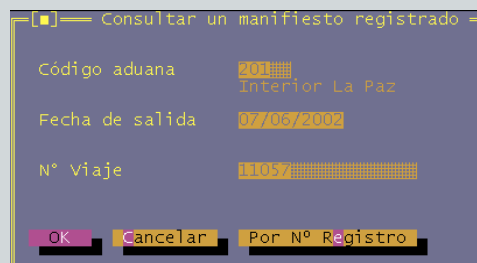 [■] Consultar un manifiesto registrado
Código aduana 201
Interior La Paz
Fecha de salida 07/06/2002
N° Viaje 11057
OK Cancelar Por Nº Registro